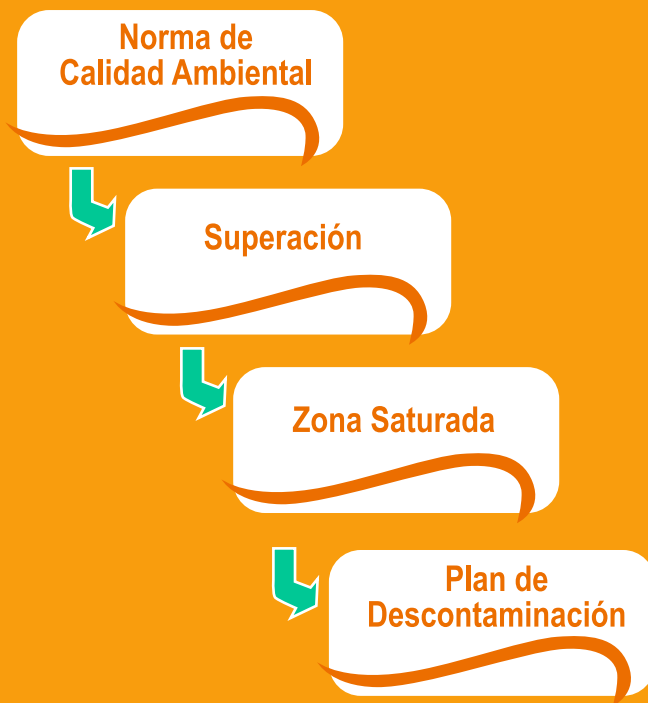 Norma de
Calidad Ambiental
Superación
Zona Saturada
Plan de
Descontaminación